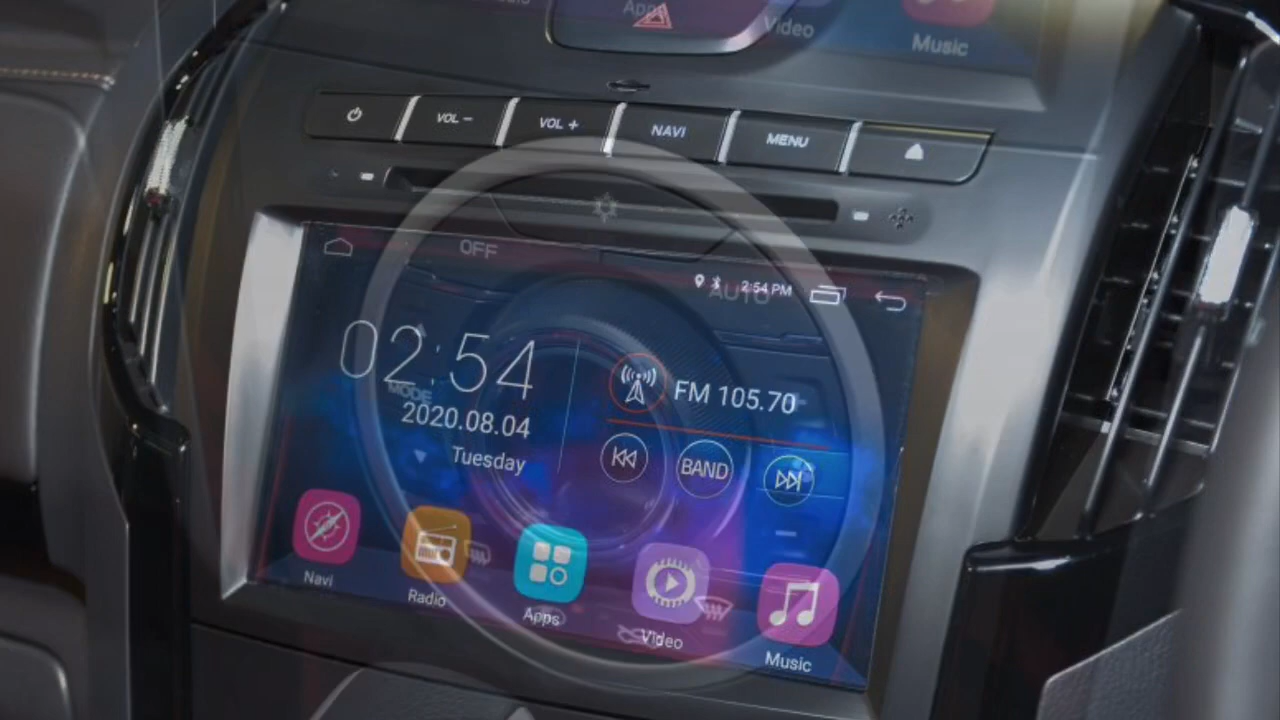 Apps
Video
Music
VOL −
VOL +
NAVI
MENU
OFF
2:54 PM
AUTO
02:54
MODE
2020.08.04
Tuesday
FM 105.70
BAND
Navi
Radio
Apps
Video
Music